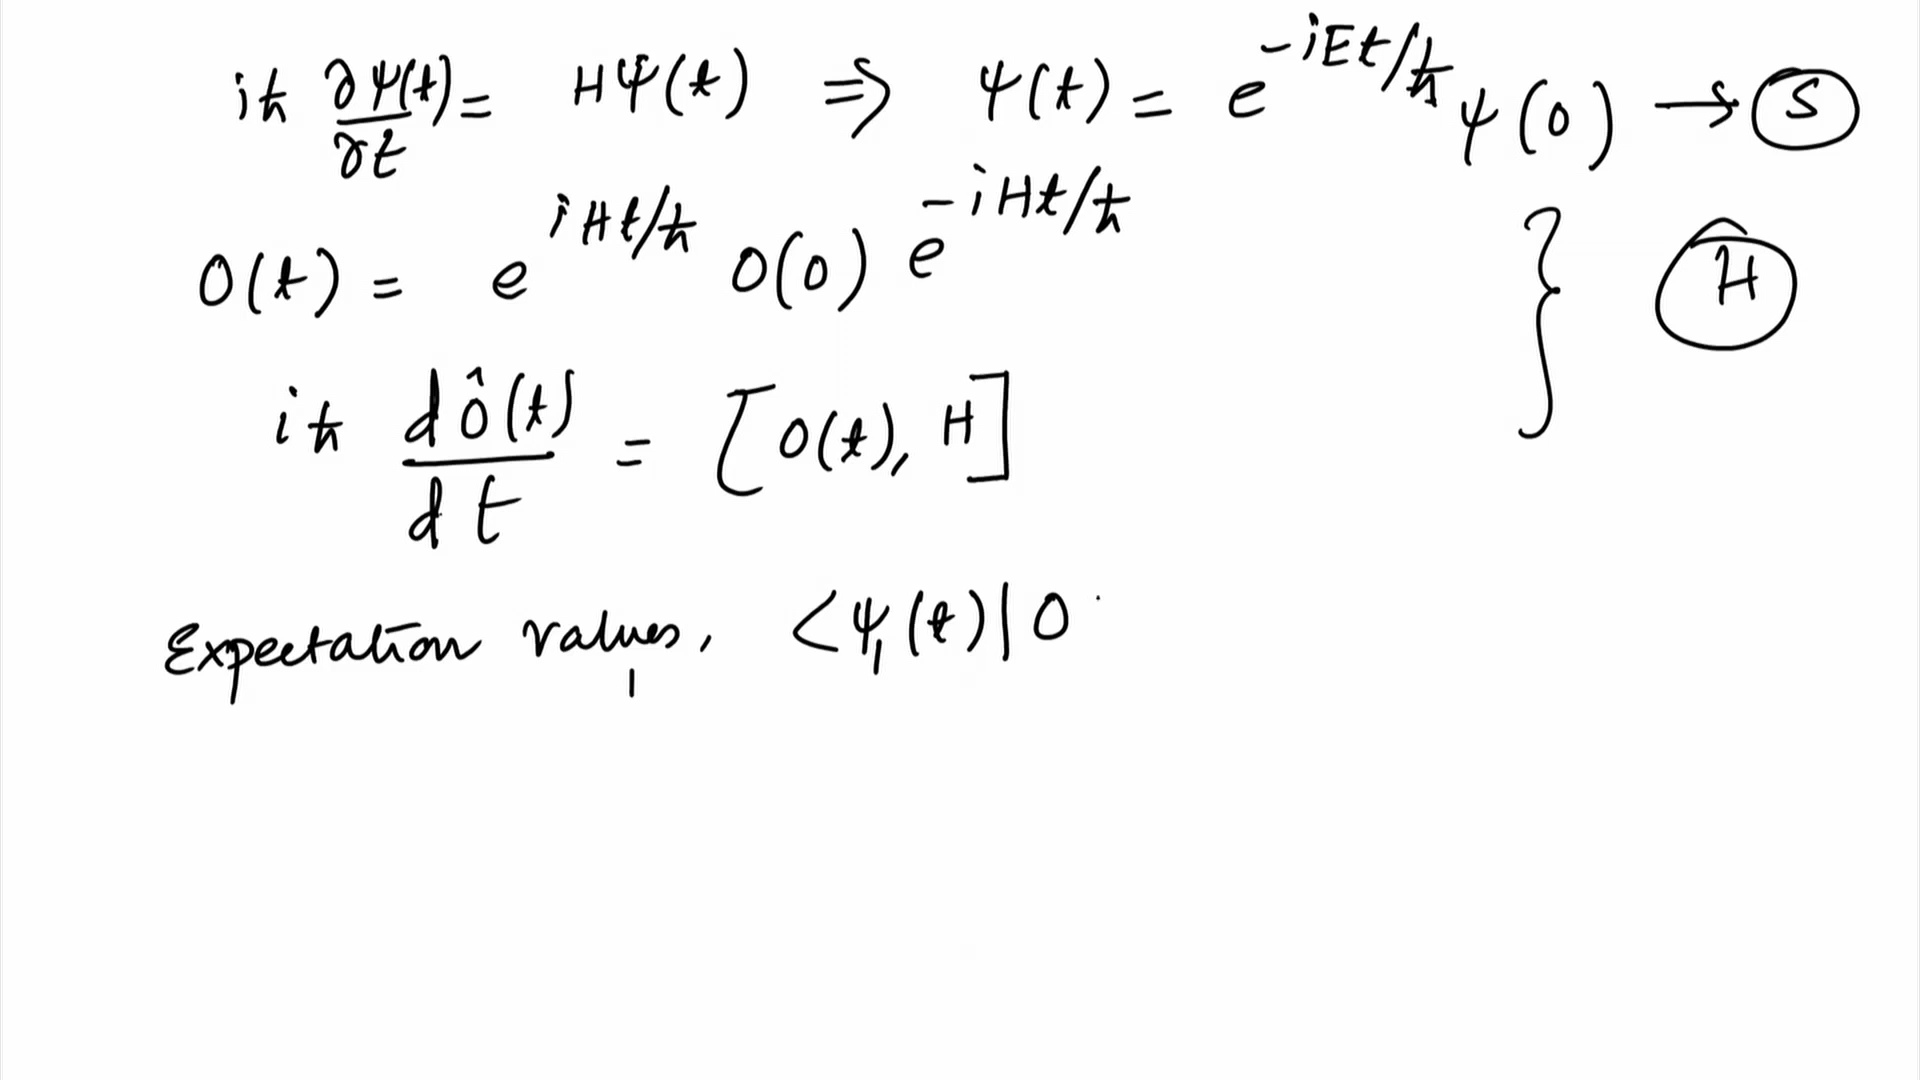 iħ ∂Ψ(t)/∂t = HΨ(t) ⇒ Ψ(t) = e^{-iEt/ħ} Ψ(0) → S
O(t) = e^{iHt/ħ} O(0) e^{-iHt/ħ} } Ĥ
iħ dÔ(t)/dt = [O(t), H]
Expectation values, <Ψ₁(t)|O